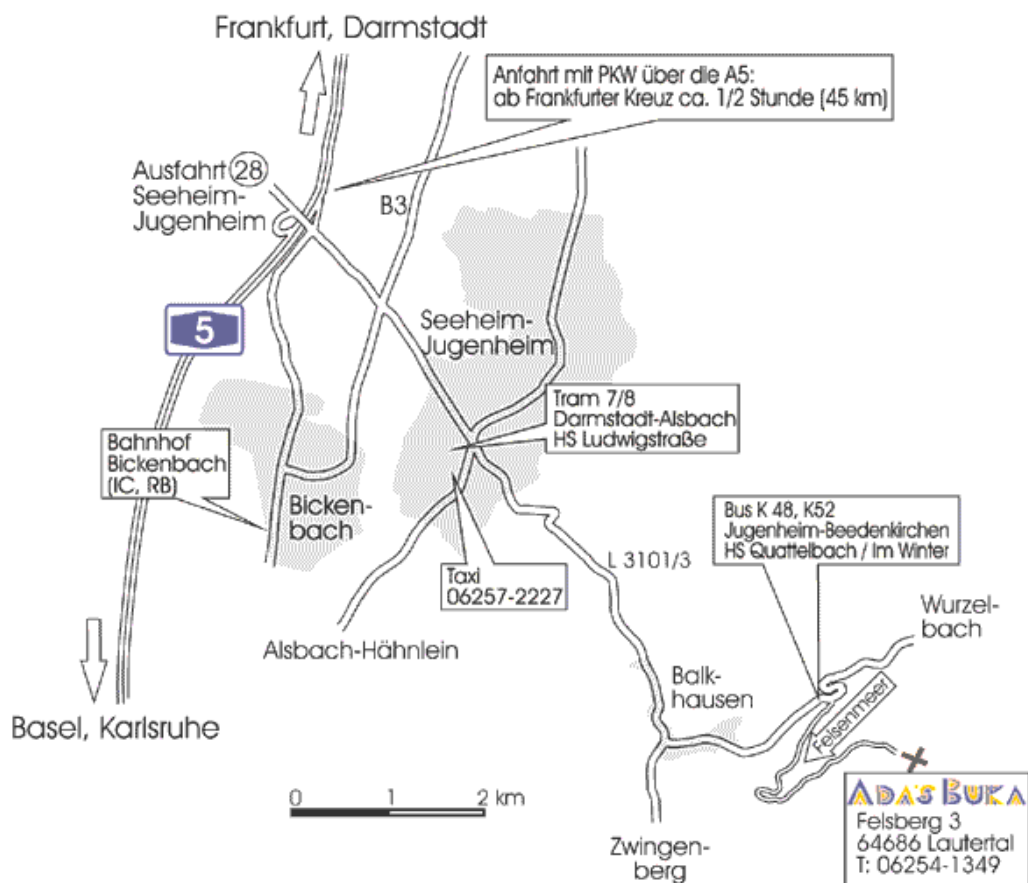 Frankfurt, Darmstadt
Anfahrt mit PKW über die A5:
ab Frankfurter Kreuz ca. 1/2 Stunde (45 km)
Ausfahrt 28
Seeheim-
Jugenheim
B3
5
Seeheim-
Jugenheim
Tram 7/8
Darmstadt-Alsbach
HS Ludwigstraße
Bahnhof
Bickenbach
(IC, RB)
Bicken-
bach
Bus K 48, K52
Jugenheim-Beedenkirchen
HS Quattelbach / Im Winter
L 3101/3
Taxi
06257-2227
Wurzel-
bach
Alsbach-Hähnlein
Balk-
hausen
Felsenmeer
Basel, Karlsruhe
0 1 2 km
ADA'S BUKA
Felsberg 3
64686 Lautertal
T: 06254-1349
Zwingen-
berg